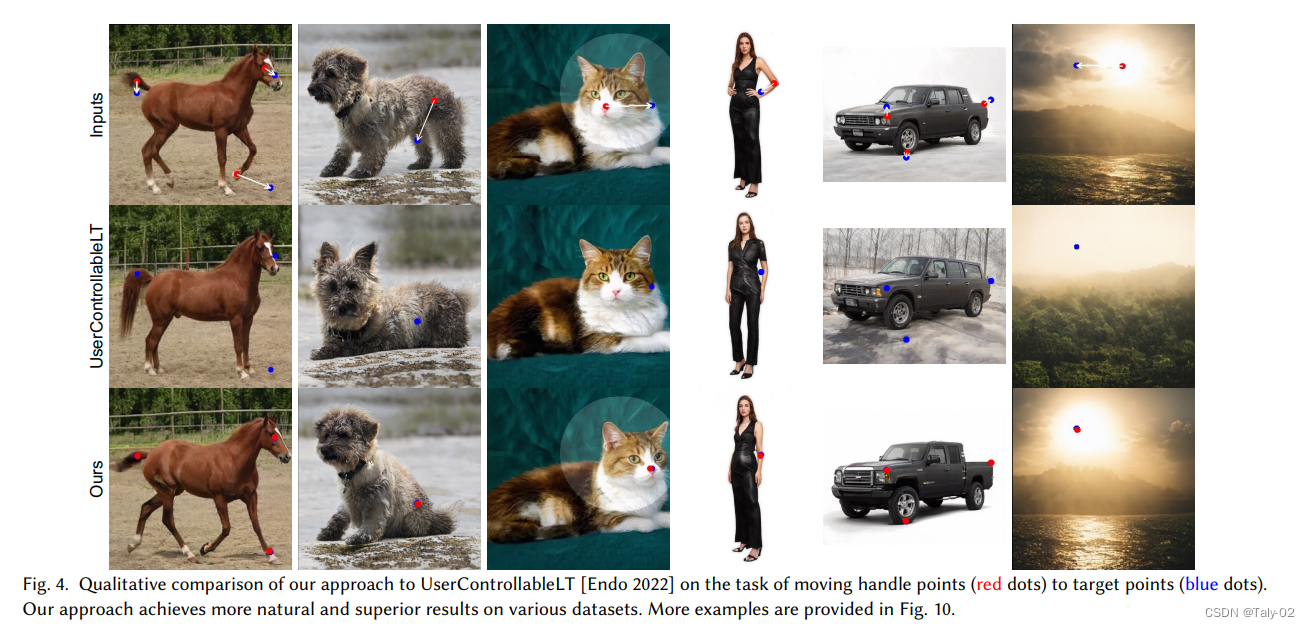 Inputs
UserControllableLT
Ours
Fig. 4. Qualitative comparison of our approach to UserControllableLT [Endo 2022] on the task of moving handle points (red dots) to target points (blue dots).
Our approach achieves more natural and superior results on various datasets. More examples are provided in Fig. 10.
CSDN @Taly-02